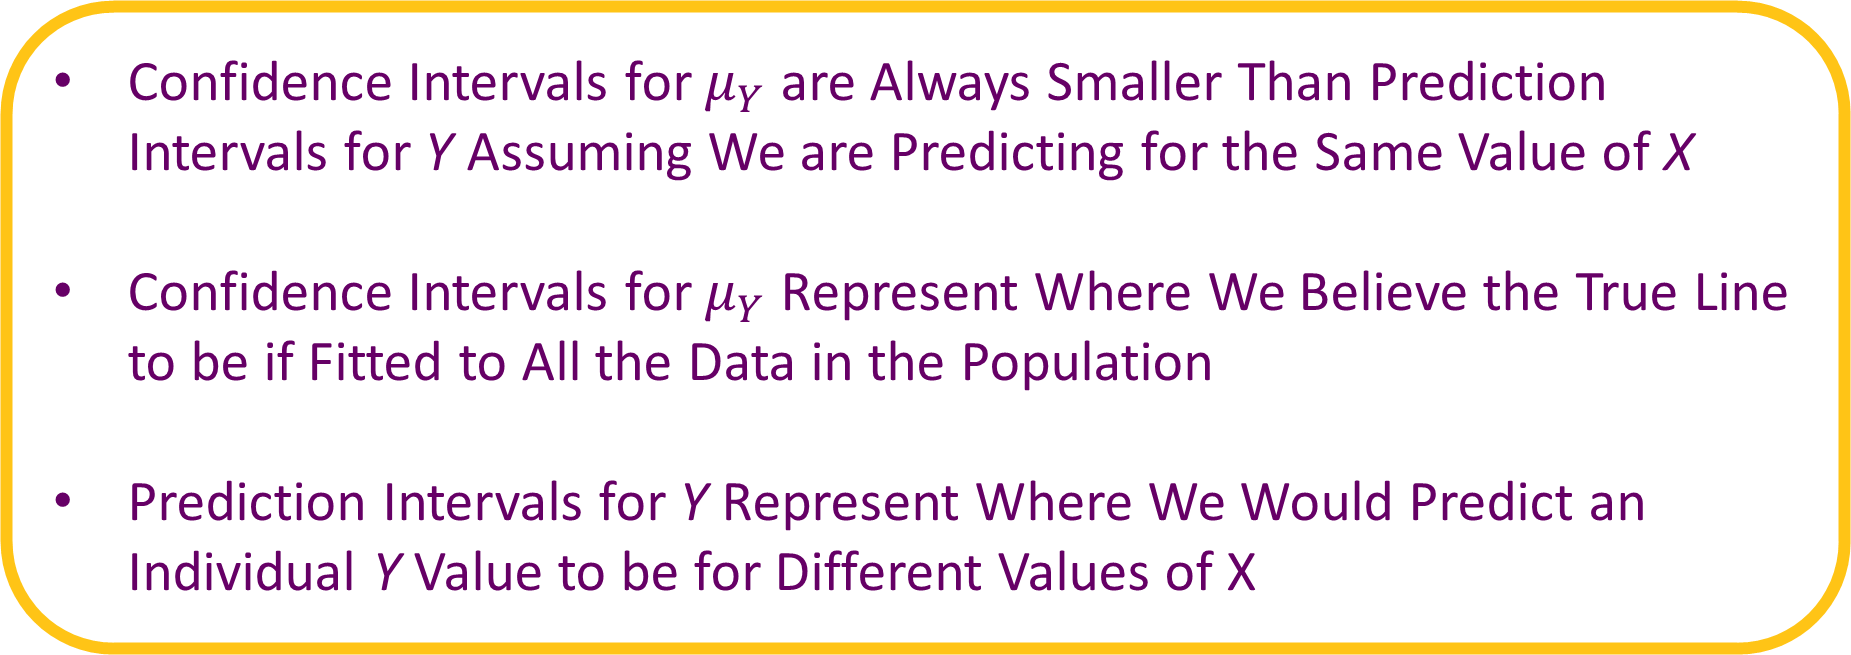 • Confidence Intervals for μY are Always Smaller Than Prediction
Intervals for Y Assuming We are Predicting for the Same Value of X
• Confidence Intervals for μY Represent Where We Believe the True Line
to be if Fitted to All the Data in the Population
• Prediction Intervals for Y Represent Where We Would Predict an
Individual Y Value to be for Different Values of X